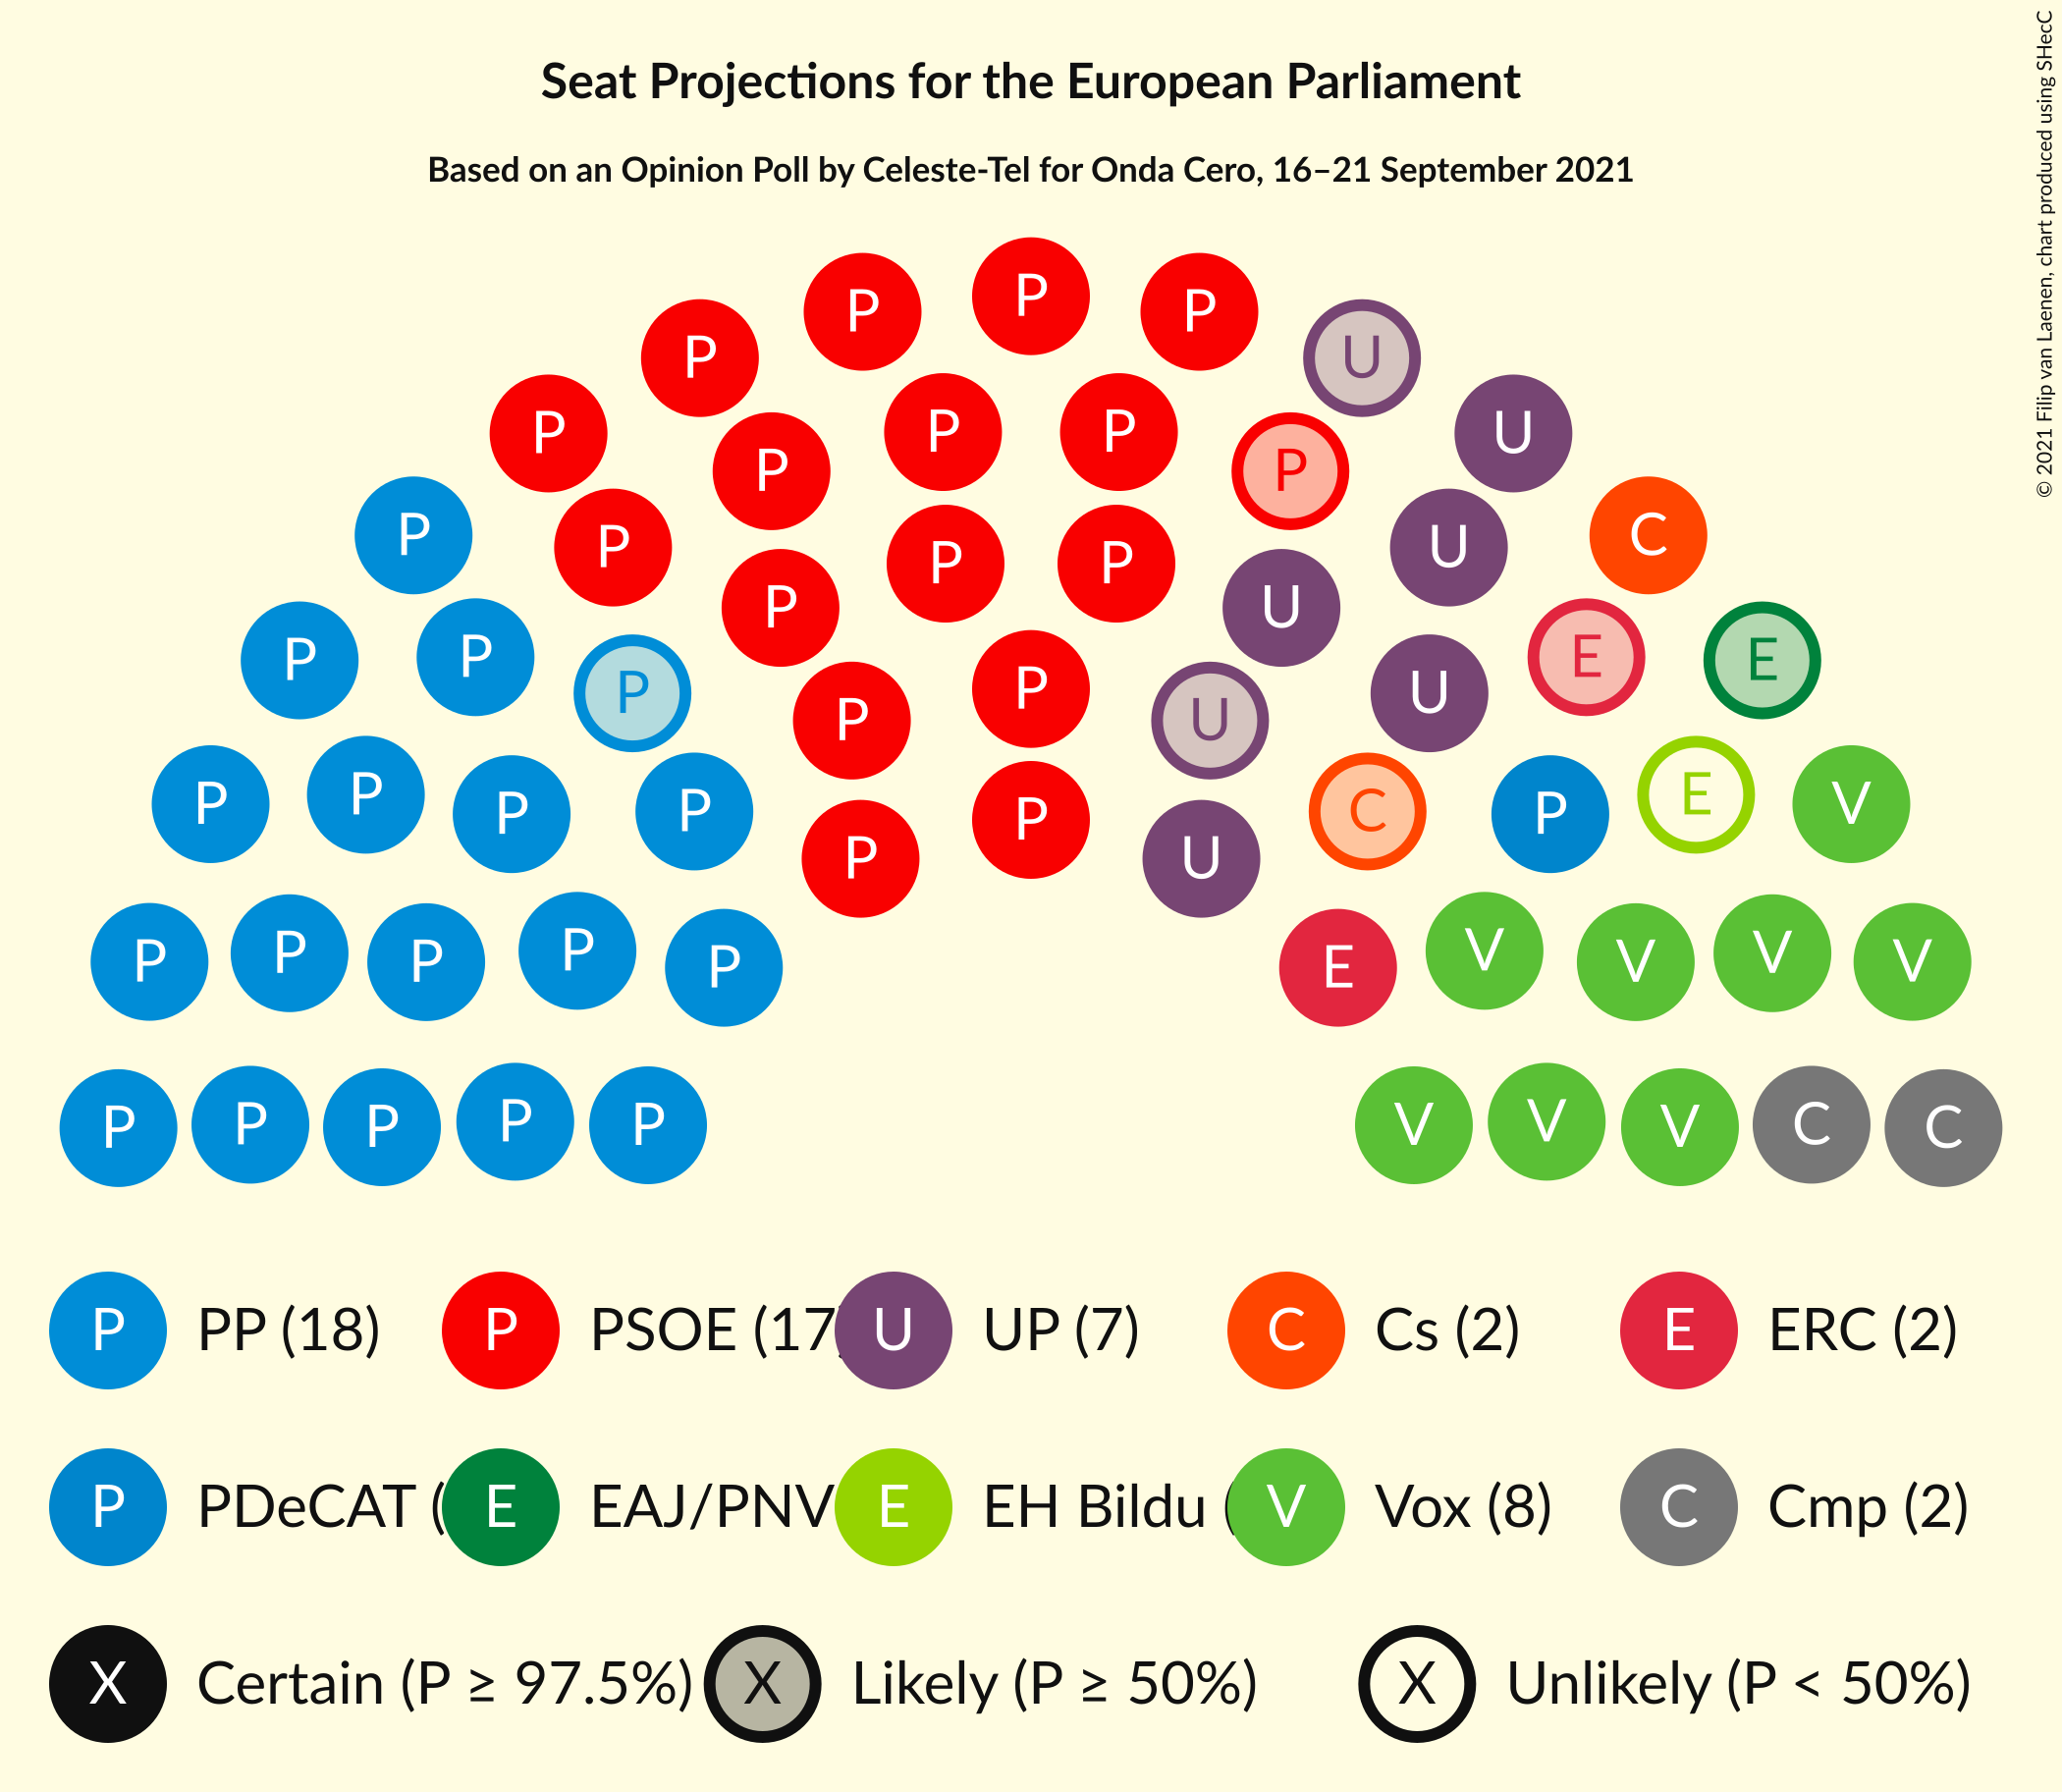 Seat Projections for the European Parliament
Based on an Opinion Poll by Celeste-Tel for Onda Cero, 16–21 September 2021
© 2021 Filip van Laenen, chart produced using SHecC
P
P P
P U
P P
P P
P U
P P
U C
P P U
P P
P U
P P
E E
P P U
P P
P P
C P
E V
P P
U
P P P P P
E V V V V
P P P P P
V V V C C
P PP (18) P PSOE (17 U UP (7) C Cs (2) E ERC (2)
P PDeCAT ( E EAJ/PNV E EH Bildu ( V Vox (8) C Cmp (2)
X Certain (P ≥ 97.5%) X Likely (P ≥ 50%) X Unlikely (P < 50%)